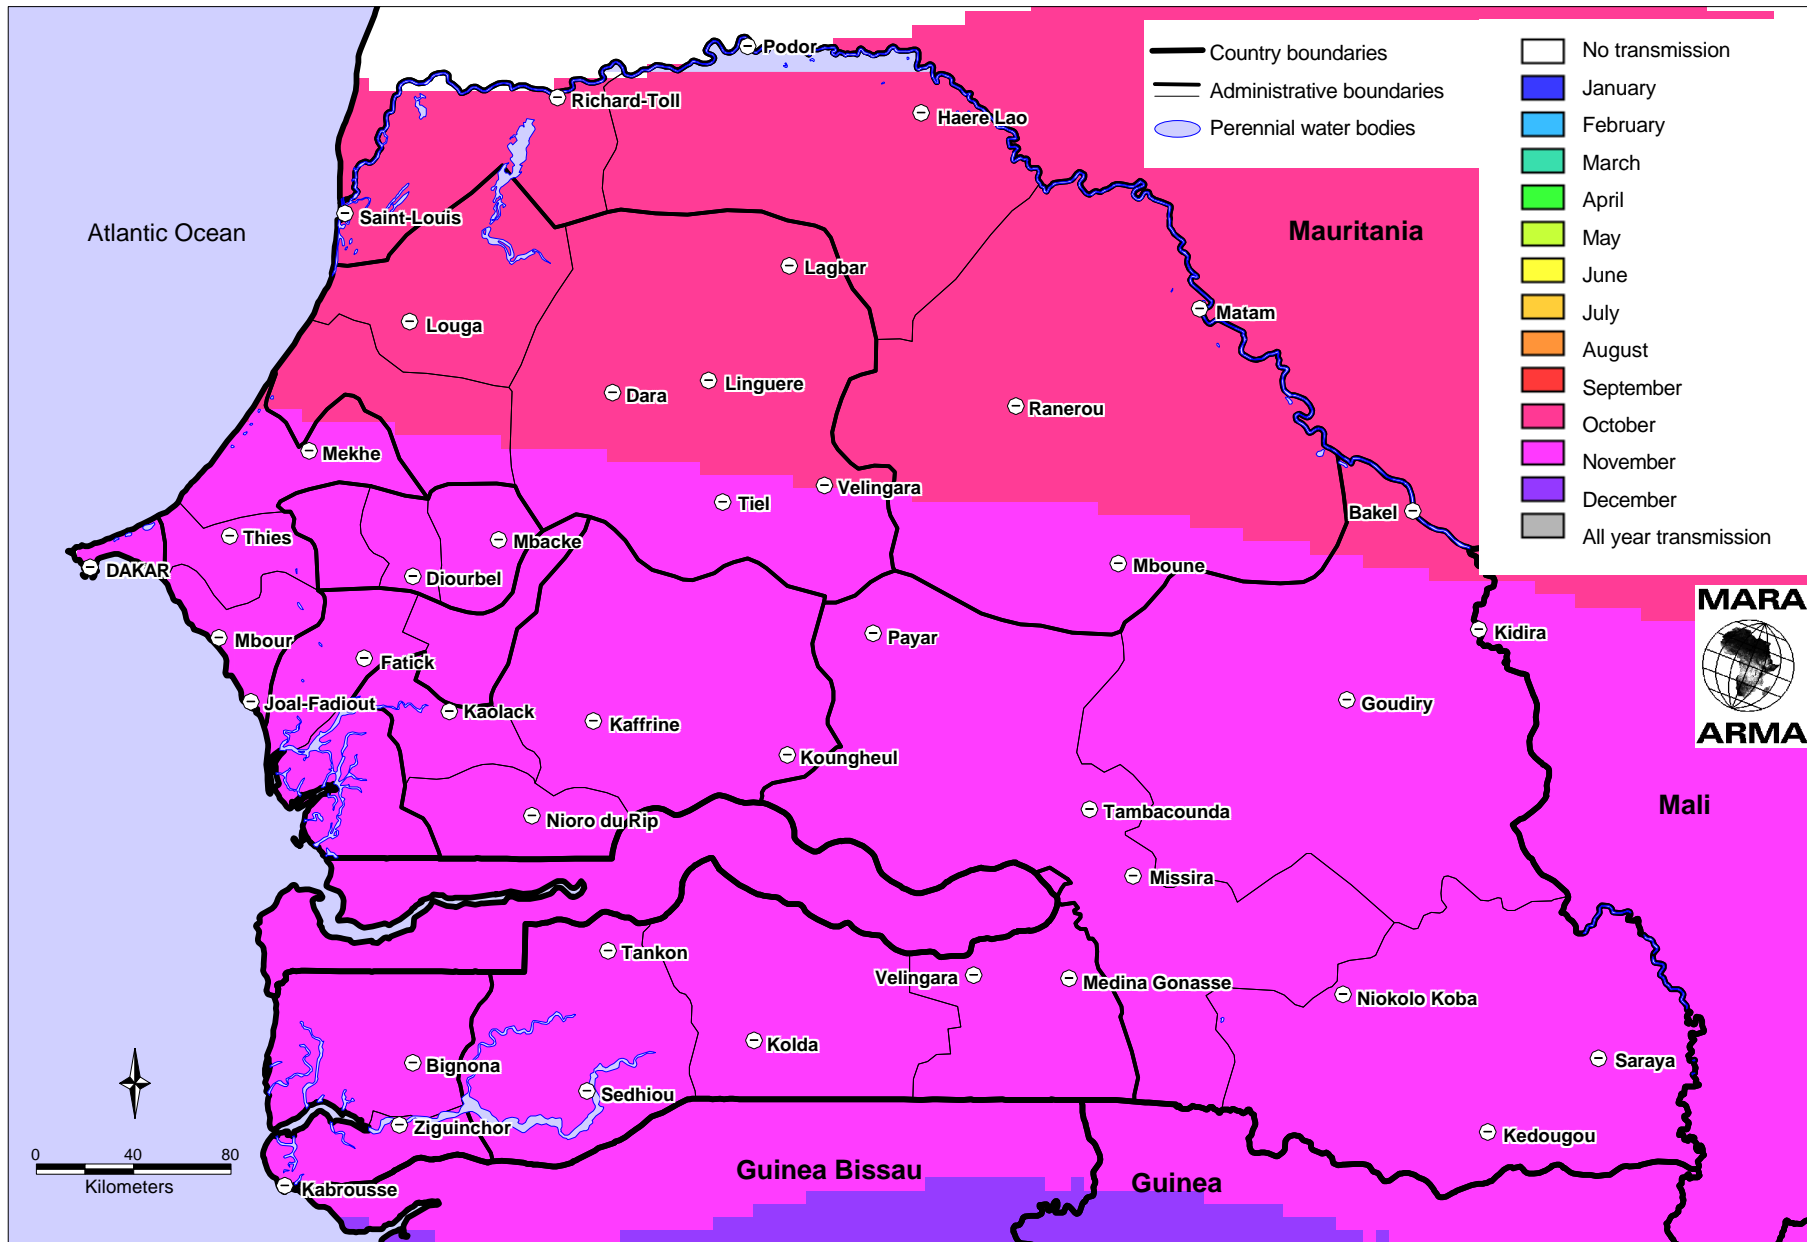 Podor
Richard-Toll
Haere Lao
Country boundaries
Administrative boundaries
Perennial water bodies
No transmission
January
February
March
April
May
June
July
August
September
October
November
December
All year transmission
Atlantic Ocean
Saint-Louis
Mauritania
Lagbar
Louga
Matam
Dara
Linguere
Ranerou
Mekhe
Tiel
Velingara
Bakel
Thies
Mbacke
DAKAR
Diourbel
Mboune
MARA
ARMA
Mbour
Fatick
Payar
Kidira
Joal-Fadiout
Kaolack
Kaffrine
Goudiry
Koungheul
Mali
Nioro du Rip
Tambacounda
Missira
Tankon
Velingara
Medina Gonasse
Niokolo Koba
Kolda
Bignona
Saraya
Sedhiou
Ziguinchor
Kedougou
0 40 80
Kilometers
Kabrousse
Guinea Bissau
Guinea